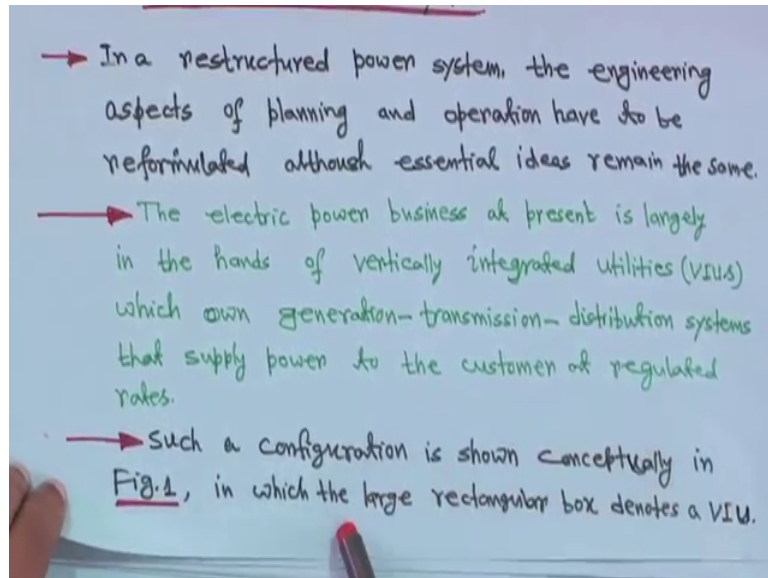 → In a restructured power system, the engineering
aspects of planning and operation have to be
reformulated although essential ideas remain the same.
→ The electric power business at present is largely
in the hands of vertically integrated utilities (VIUs)
which own generation-transmission-distribution systems
that supply power to the customer at regulated
rates.
→ Such a configuration is shown conceptually in
Fig.1, in which the large rectangular box denotes a VIU.